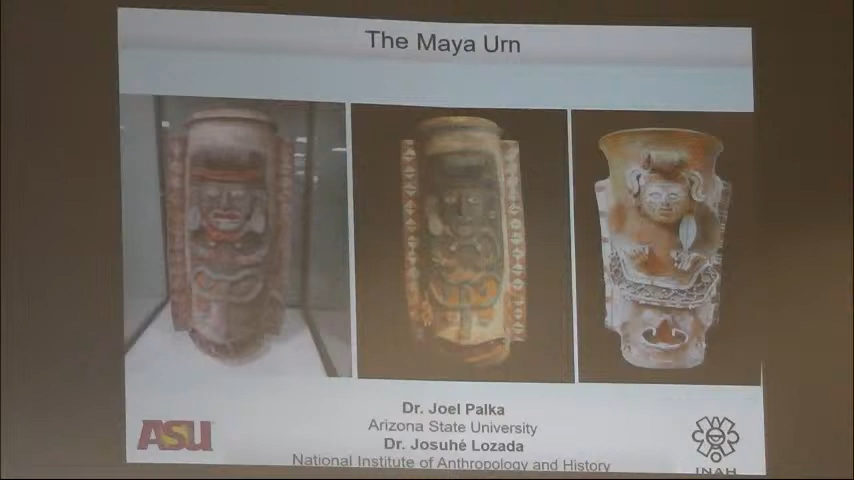 The Maya Urn
Dr. Joel Palka
Arizona State University
Dr. Josuhé Lozada
National Institute of Anthropology and History
ASU
INAH